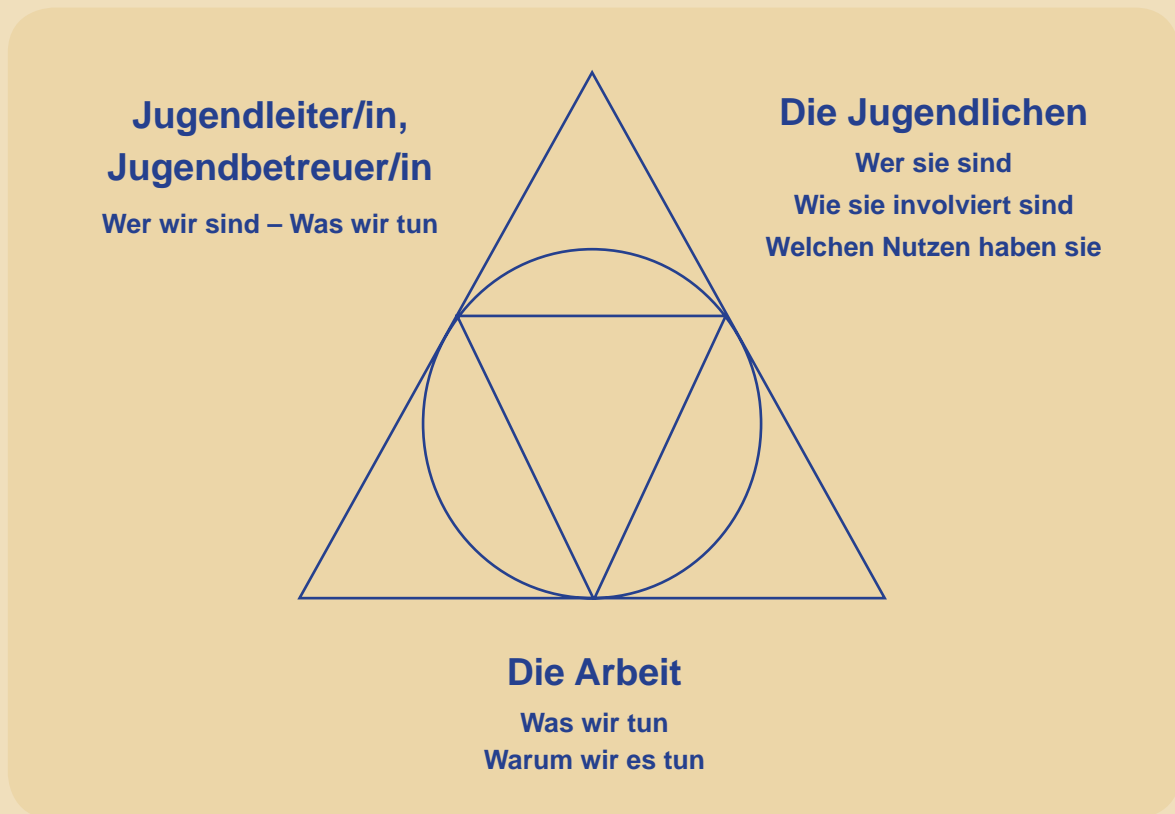 Jugendleiter/in,
Jugendbetreuer/in
Wer wir sind – Was wir tun
Die Jugendlichen
Wer sie sind
Wie sie involviert sind
Welchen Nutzen haben sie
Die Arbeit
Was wir tun
Warum wir es tun